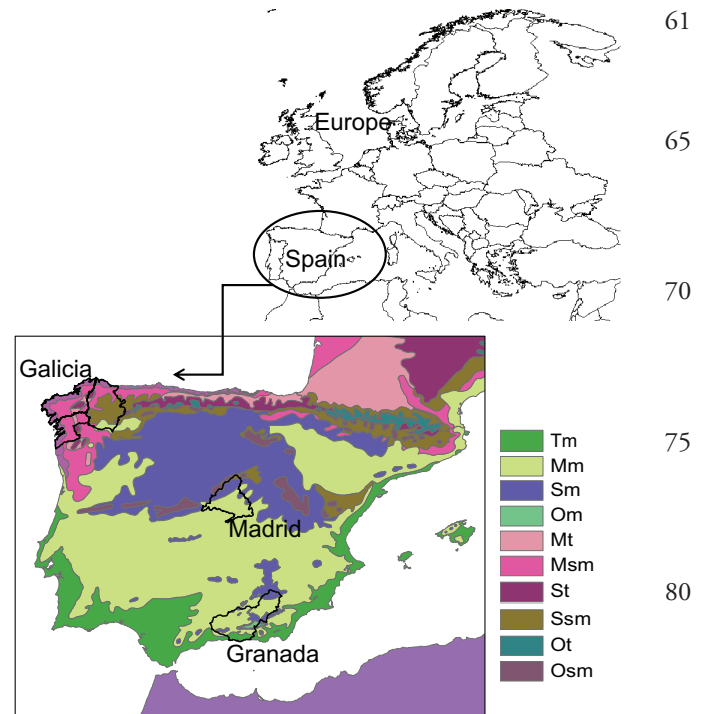 61
Europe
65
Spain
70
Galicia
Tm
75
Mm
Sm
Om
Madrid
Mt
Msm
St
80
Ssm
Ot
Granada
Osm